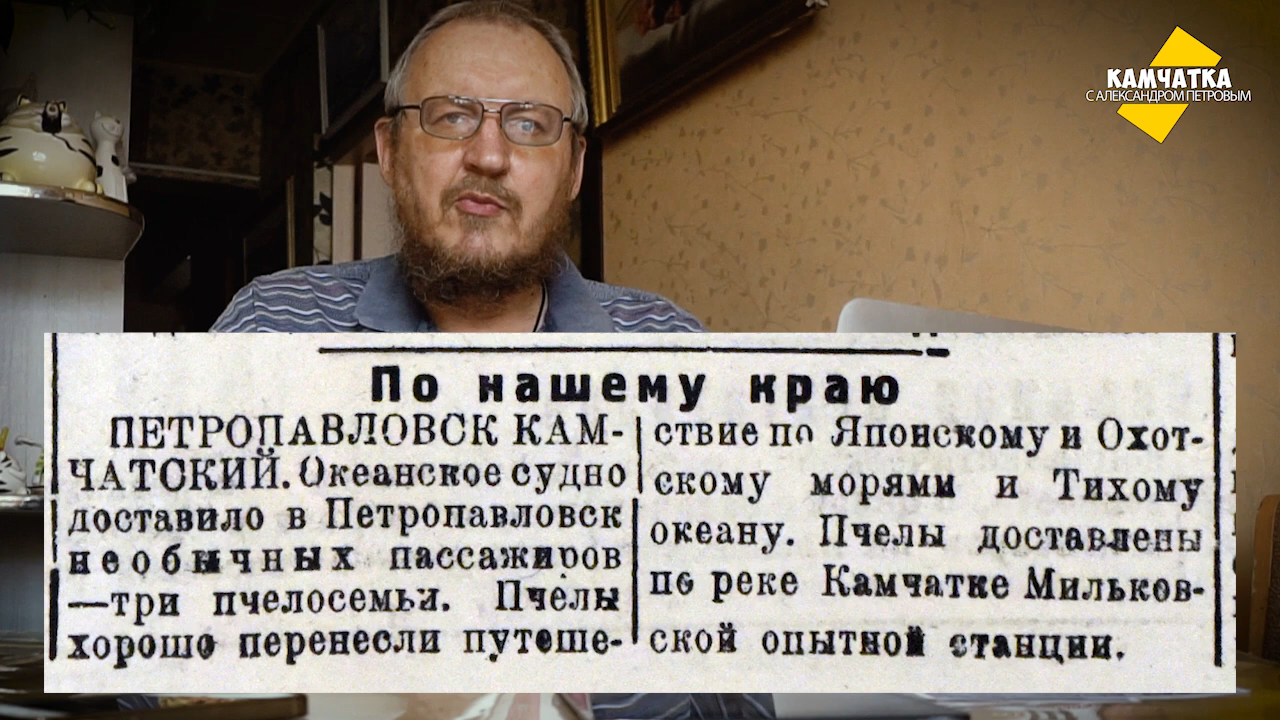 КАМЧАТКА
С АЛЕКСАНДРОМ ПЕТРОВЫМ
По нашему краю
ПЕТРОПАВЛОВСК КАМ-
ЧАТСКИЙ. Океанское судно
доставило в Петропавловск
необычных пассажиров
—три пчелосемьи. Пчелы
хорошо перенесли путеше-
ствие по Японскому и Охот-
скому морями и Тихому
океану. Пчелы доставлены
по реке Камчатке Мильков-
ской опытной станции.